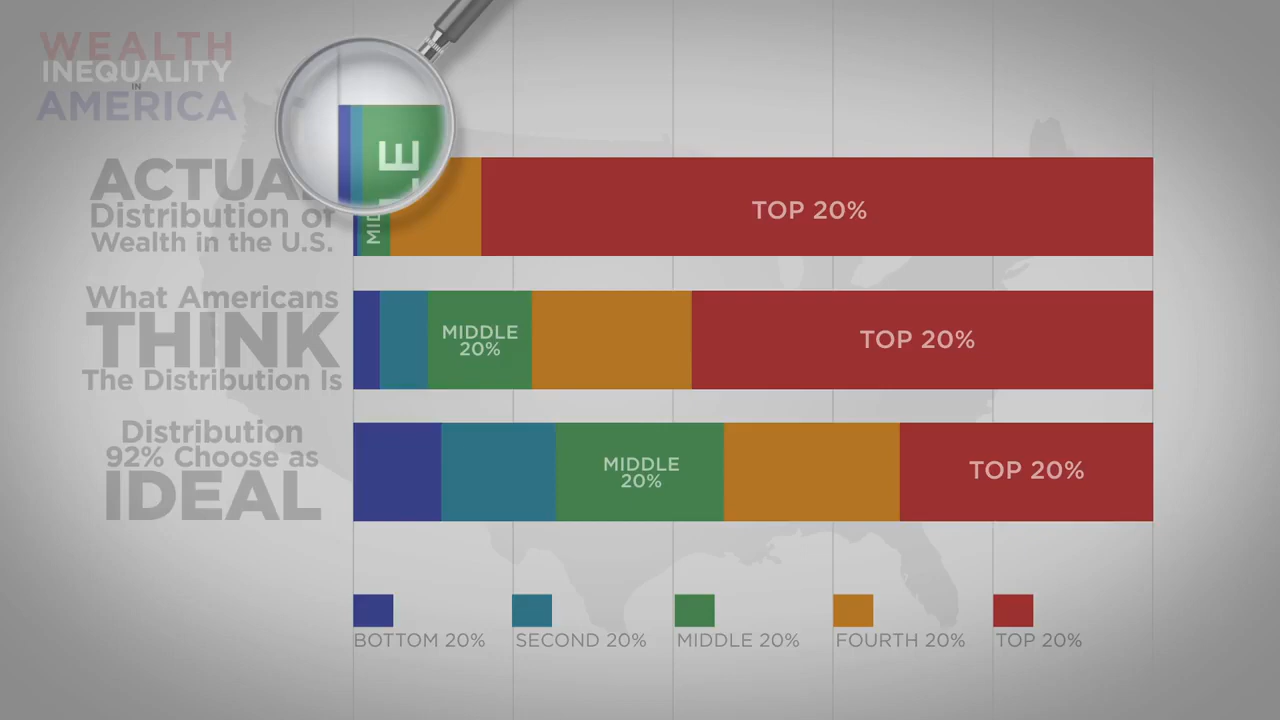 WEALTH
INEQUALITY
IN
AMERICA
ACTUA
Distribution of
Wealth in the U.S.
TOP 20%
What Americans
THINK
The Distribution Is
MIDDLE
20%
TOP 20%
Distribution
92% Choose as
IDEAL
MIDDLE
20%
TOP 20%
BOTTOM 20%
SECOND 20%
MIDDLE 20%
FOURTH 20%
TOP 20%